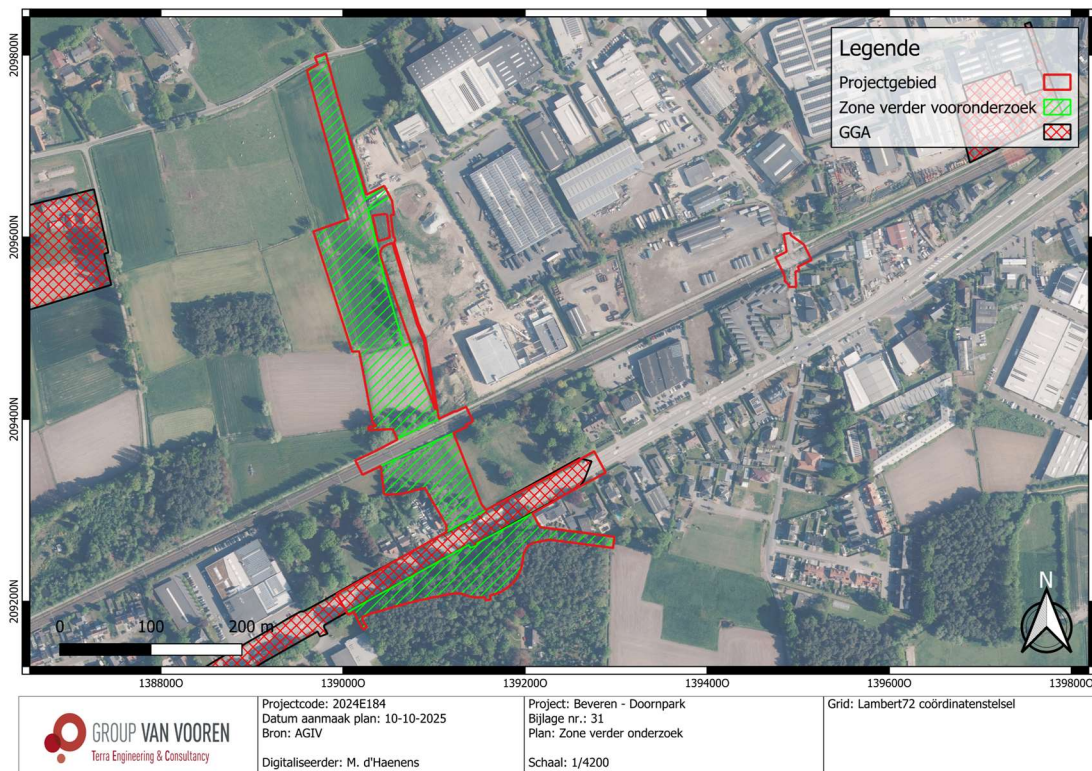 Legende
Projectgebied
Zone verder vooronderzoek
GGA
209800N
209600N
209400N
209200N
0 100 200 m
N
138800O 139000O 139200O 139400O 139600O 139800O
GROUP VAN VOOREN
Terra Engineering & Consultancy
Projectcode: 2024E184
Datum aanmaak plan: 10-10-2025
Bron: AGIV
Digitaliseerder: M. d'Haenens
Project: Beveren - Doornpark
Bijlage nr.: 31
Plan: Zone verder onderzoek
Schaal: 1/4200
Grid: Lambert72 coördinatenstelsel